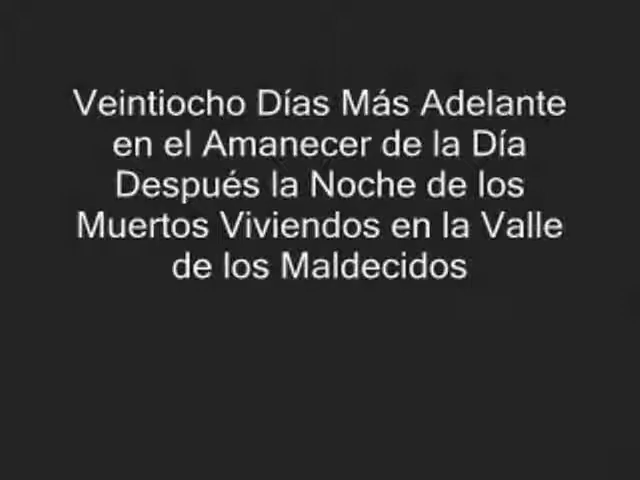 Veintiocho Días Más Adelante
en el Amanecer de la Día
Después la Noche de los
Muertos Viviendos en la Valle
de los Maldecidos